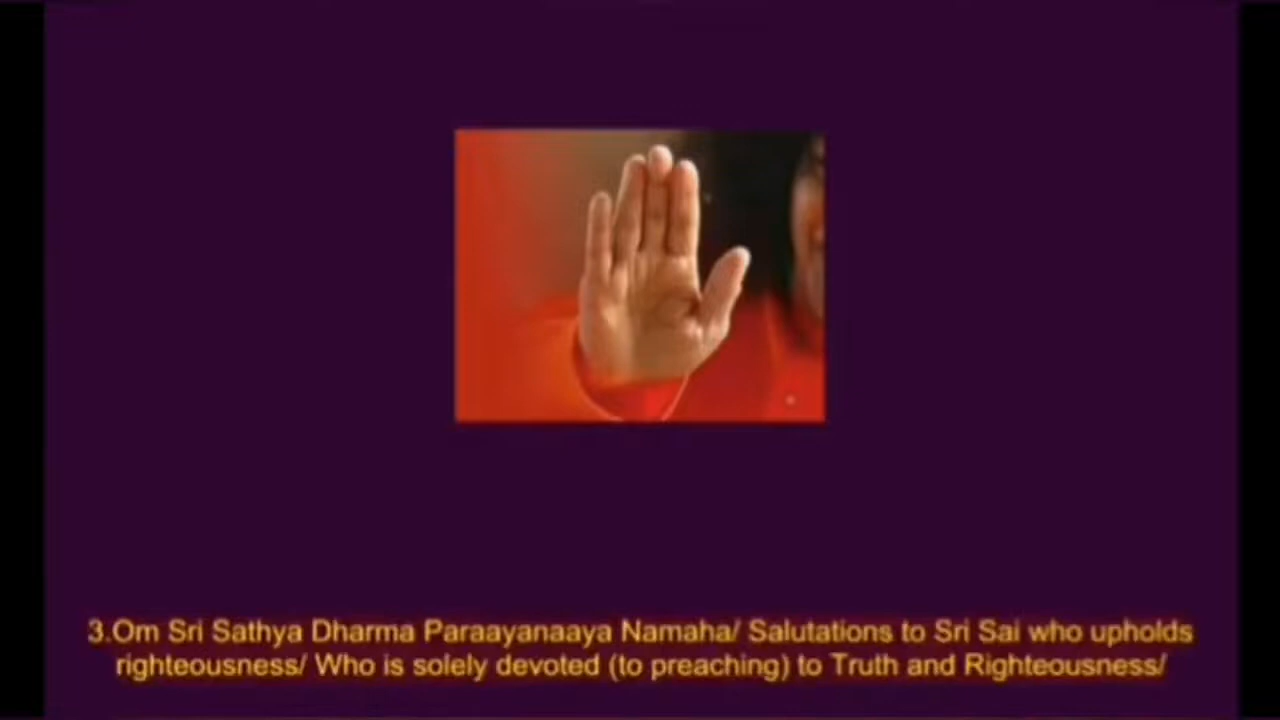 3.Om Sri Sathya Dharma Paraayanaaya Namaha/ Salutations to Sri Sai who upholds
righteousness/ Who is solely devoted (to preaching) to Truth and Righteousness/